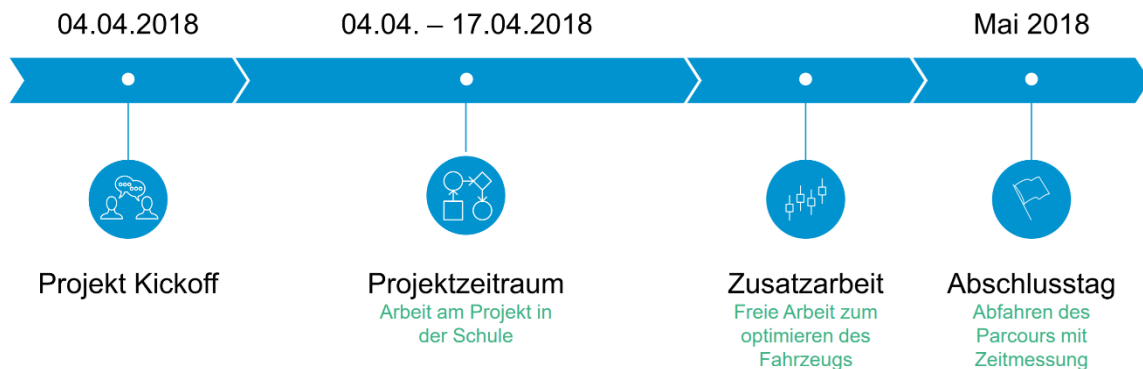 04.04.2018
04.04. – 17.04.2018
Mai 2018
Projekt Kickoff
Projektzeitraum
Arbeit am Projekt in
der Schule
Zusatzarbeit
Freie Arbeit zum
optimieren des
Fahrzeugs
Abschlusstag
Abfahren des
Parcours mit
Zeitmessung